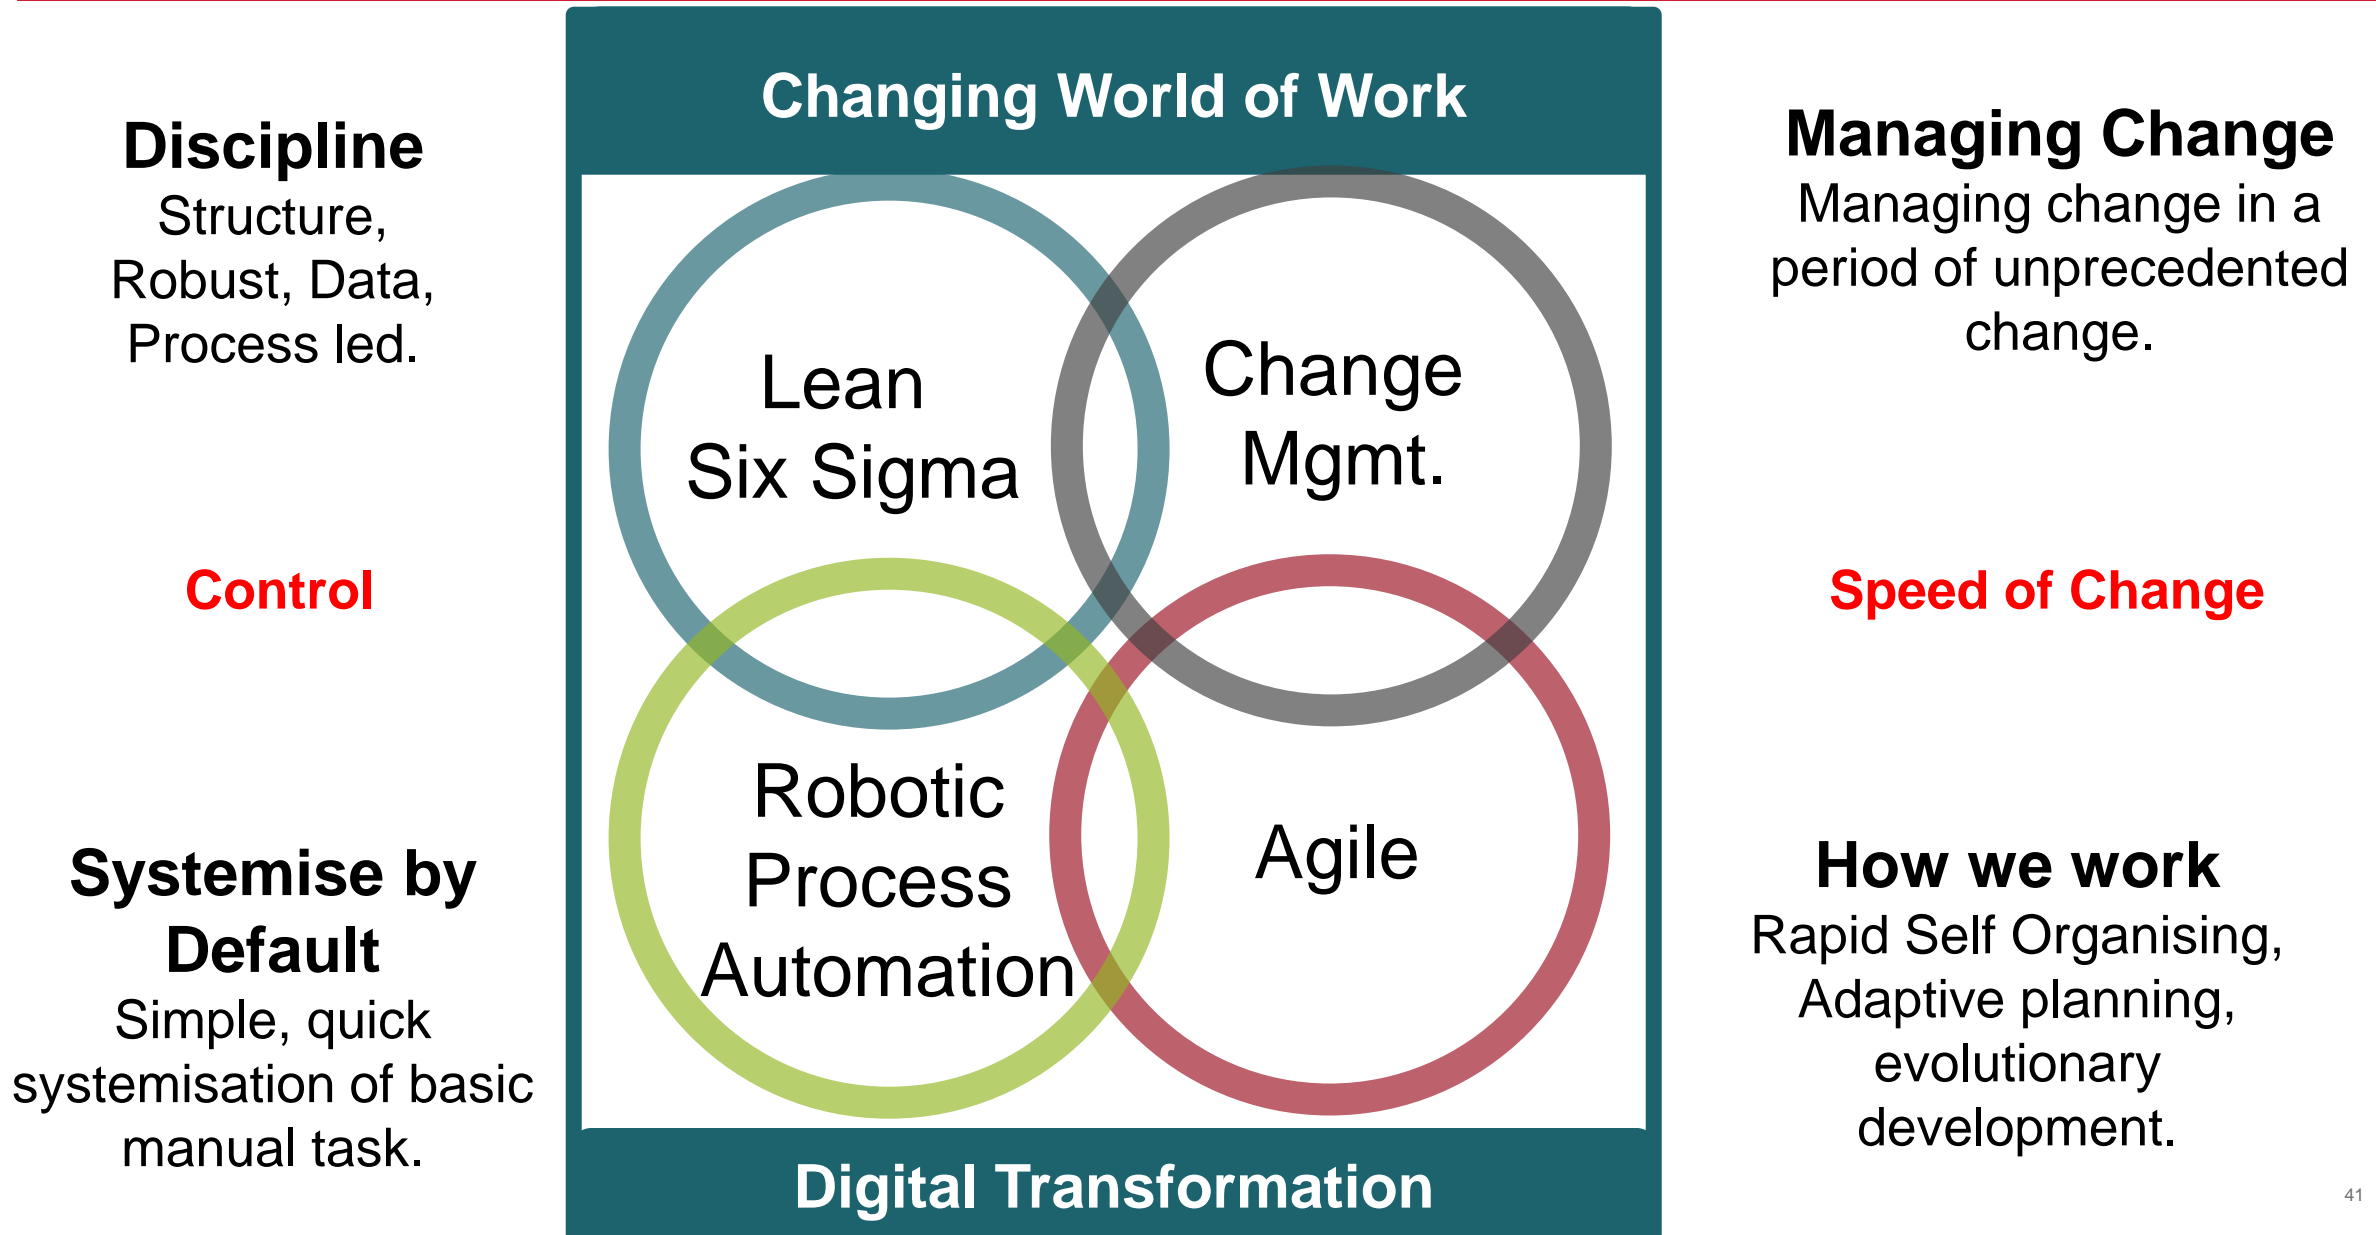 Changing World of Work
Discipline
Structure,
Robust, Data,
Process led.
Control
Systemise by
Default
Simple, quick
systemisation of basic
manual task.
Lean
Six Sigma
Change
Mgmt.
Robotic
Process
Automation
Agile
Managing Change
Managing change in a
period of unprecedented
change.
Speed of Change
How we work
Rapid Self Organising,
Adaptive planning,
evolutionary
development.
Digital Transformation
41